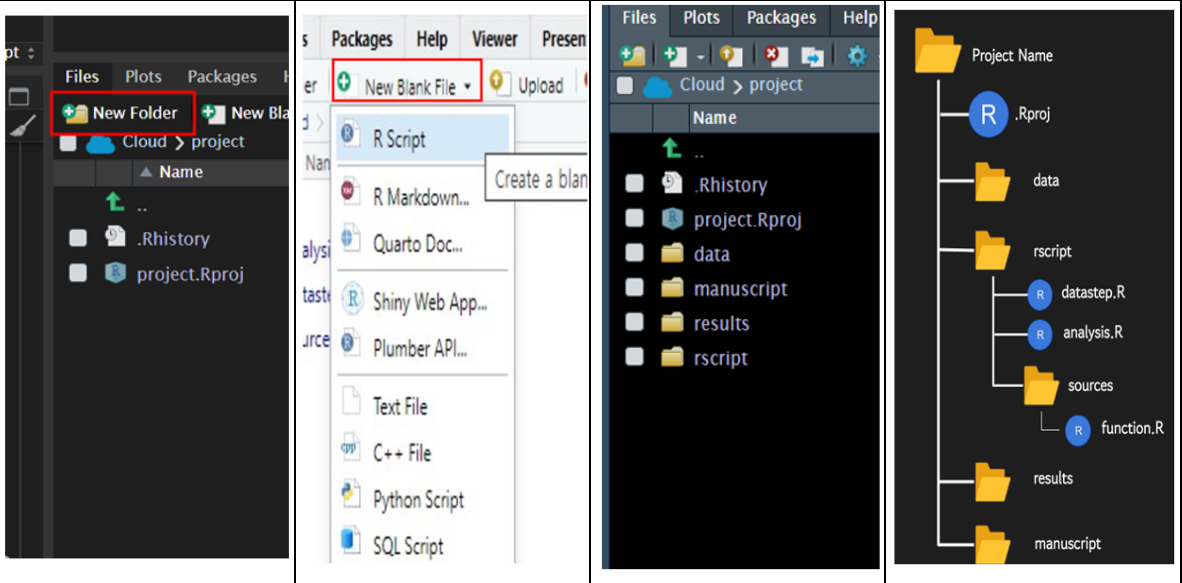 pt
Files Plots Packages H
New Folder New Bla
Cloud project
Name
..
.Rhistory
project.Rproj
s Packages Help Viewer Presen
er New Blank File Upload
d
Nam
R Script
Create a blan
R Markdown...
alysi
Quarto Doc...
taste
Shiny Web App...
urce
Plumber API...
Text File
C++ File
Python Script
SQL Script
Files Plots Packages Help
Cloud project
Name
..
.Rhistory
project.Rproj
data
manuscript
results
rscript
Project Name
R .Rproj
data
rscript
R datastep.R
R analysis.R
sources
R function.R
results
manuscript